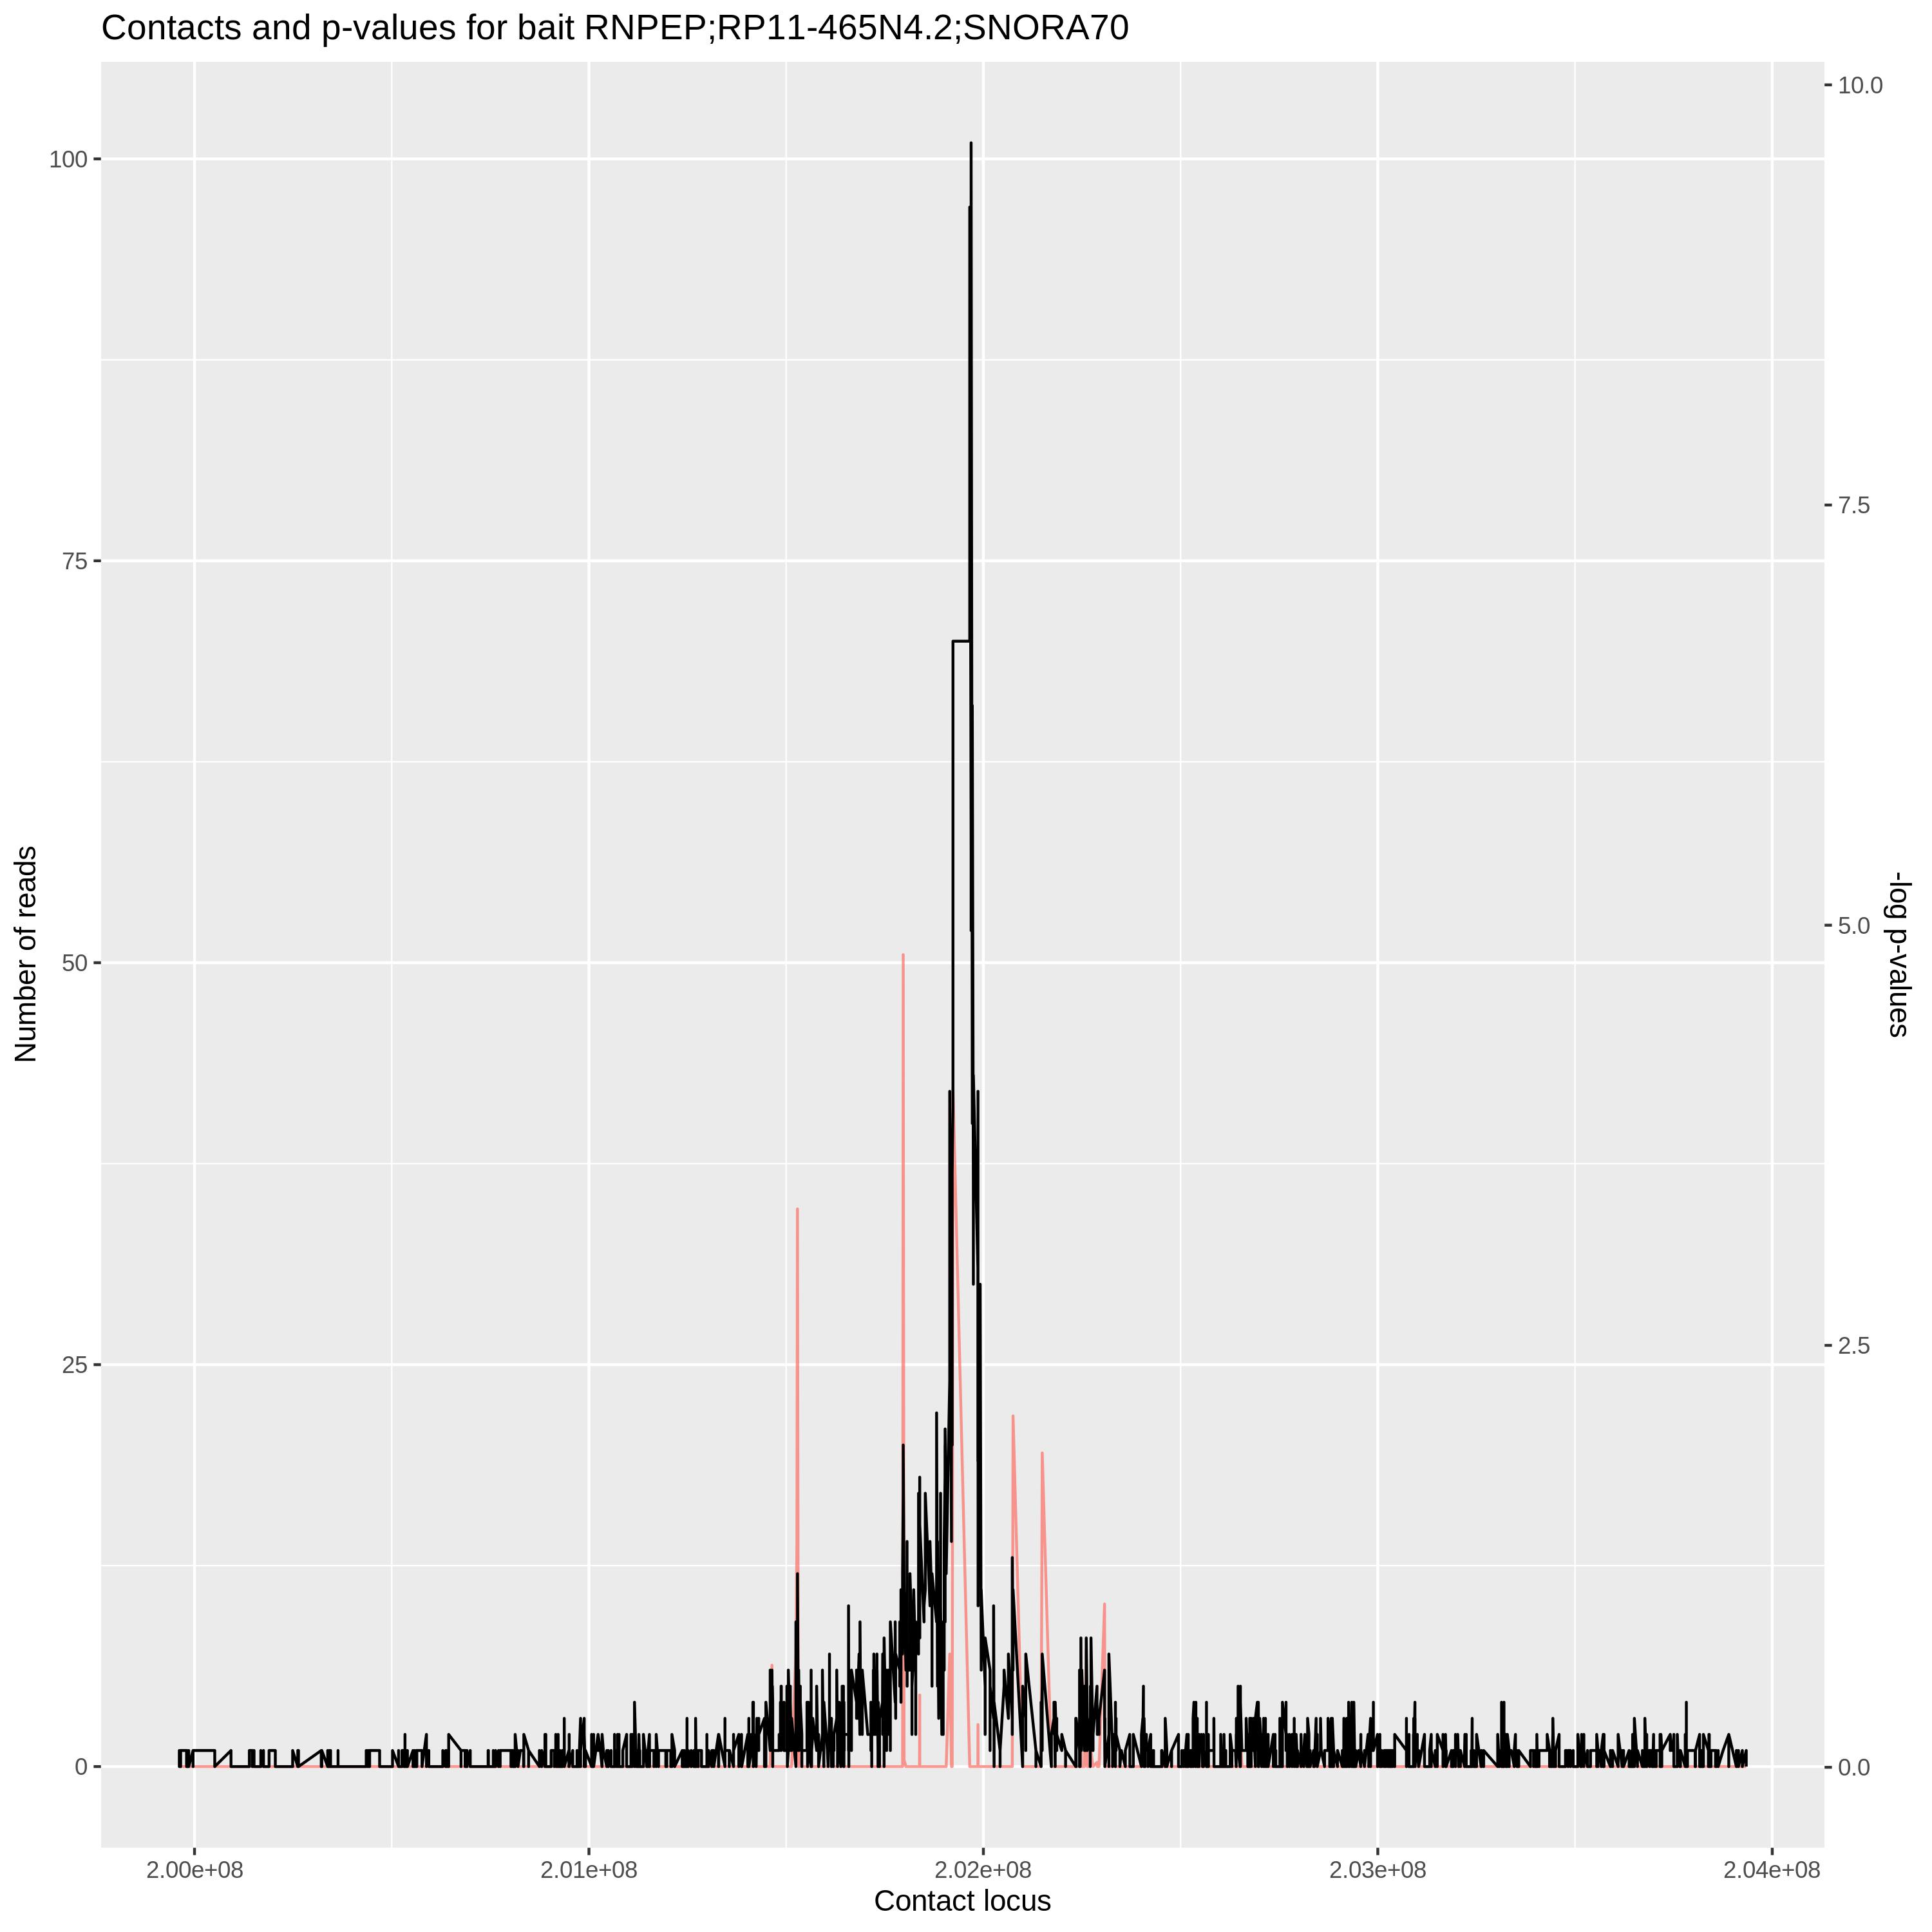 Contacts and p-values for bait RNPEP;RP11-465N4.2;SNORA70
100
75
50
25
0
Number of reads
10.0
7.5
5.0
2.5
0.0
-log p-values
2.00e+08 2.01e+08 2.02e+08 2.03e+08 2.04e+08
Contact locus